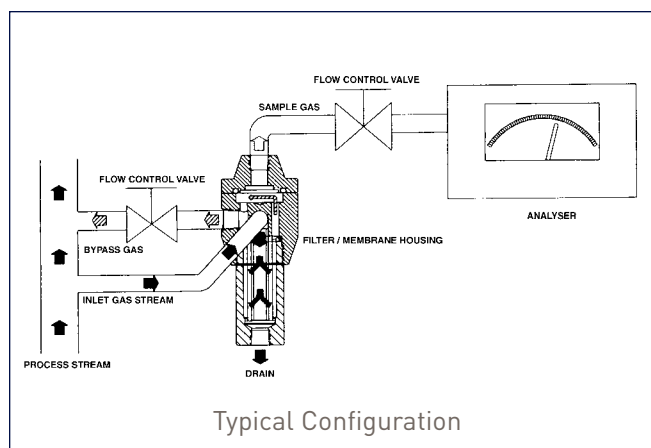 FLOW CONTROL VALVE
SAMPLE GAS
FLOW CONTROL VALVE
ANALYSER
BYPASS GAS
FILTER / MEMBRANE HOUSING
INLET GAS STREAM
PROCESS STREAM
DRAIN
Typical Configuration